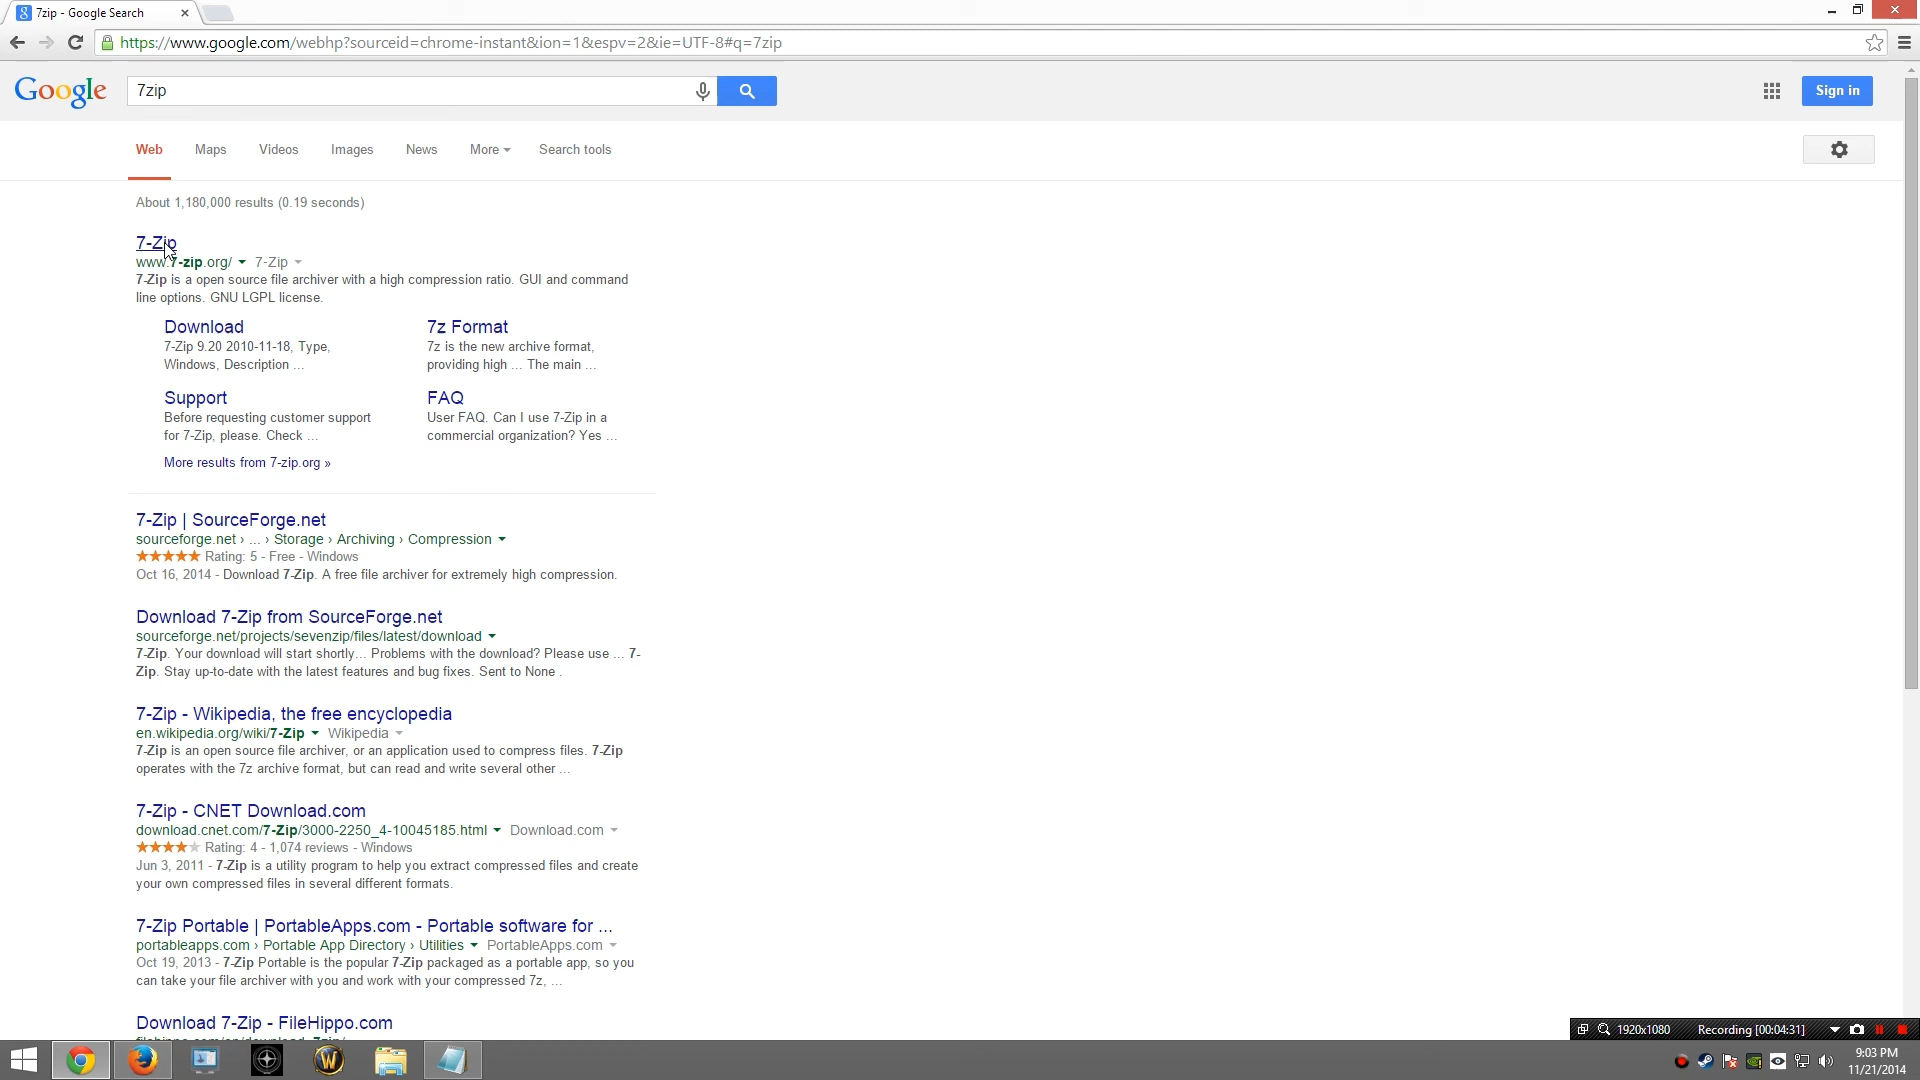 7zip - Google Search
https://www.google.com/webhp?sourceid=chrome-instant&ion=1&espv=2&ie=UTF-8#q=7zip
Google
7zip
Sign in
Web Maps Videos Images News More Search tools
About 1,180,000 results (0.19 seconds)
7-Zip
www.7-zip.org/ 7-Zip
7-Zip is a open source file archiver with a high compression ratio. GUI and command
line options. GNU LGPL license.
Download
7-Zip 9.20 2010-11-18, Type,
Windows, Description ...
7z Format
7z is the new archive format,
providing high ... The main ...
Support
Before requesting customer support
for 7-Zip, please. Check ...
FAQ
User FAQ. Can I use 7-Zip in a
commercial organization? Yes ...
More results from 7-zip.org »
7-Zip | SourceForge.net
sourceforge.net › ... › Storage › Archiving › Compression
Rating: 5 - Free - Windows
Oct 16, 2014 - Download 7-Zip. A free file archiver for extremely high compression.
Download 7-Zip from SourceForge.net
sourceforge.net/projects/sevenzip/files/latest/download
7-Zip. Your download will start shortly... Problems with the download? Please use ... 7-
Zip. Stay up-to-date with the latest features and bug fixes. Sent to None .
7-Zip - Wikipedia, the free encyclopedia
en.wikipedia.org/wiki/7-Zip Wikipedia
7-Zip is an open source file archiver, or an application used to compress files. 7-Zip
operates with the 7z archive format, but can read and write several other ...
7-Zip - CNET Download.com
download.cnet.com/7-Zip/3000-2250_4-10045185.html Download.com
Rating: 4 - 1,074 reviews - Windows
Jun 3, 2011 - 7-Zip is a utility program to help you extract compressed files and create
your own compressed files in several different formats.
7-Zip Portable | PortableApps.com - Portable software for ...
portableapps.com › Portable App Directory › Utilities PortableApps.com
Oct 19, 2013 - 7-Zip Portable is the popular 7-Zip packaged as a portable app, so you
can take your file archiver with you and work with your compressed 7z, ...
Download 7-Zip - FileHippo.com
1920x1080 Recording [00:04:31]
9:03 PM
11/21/2014